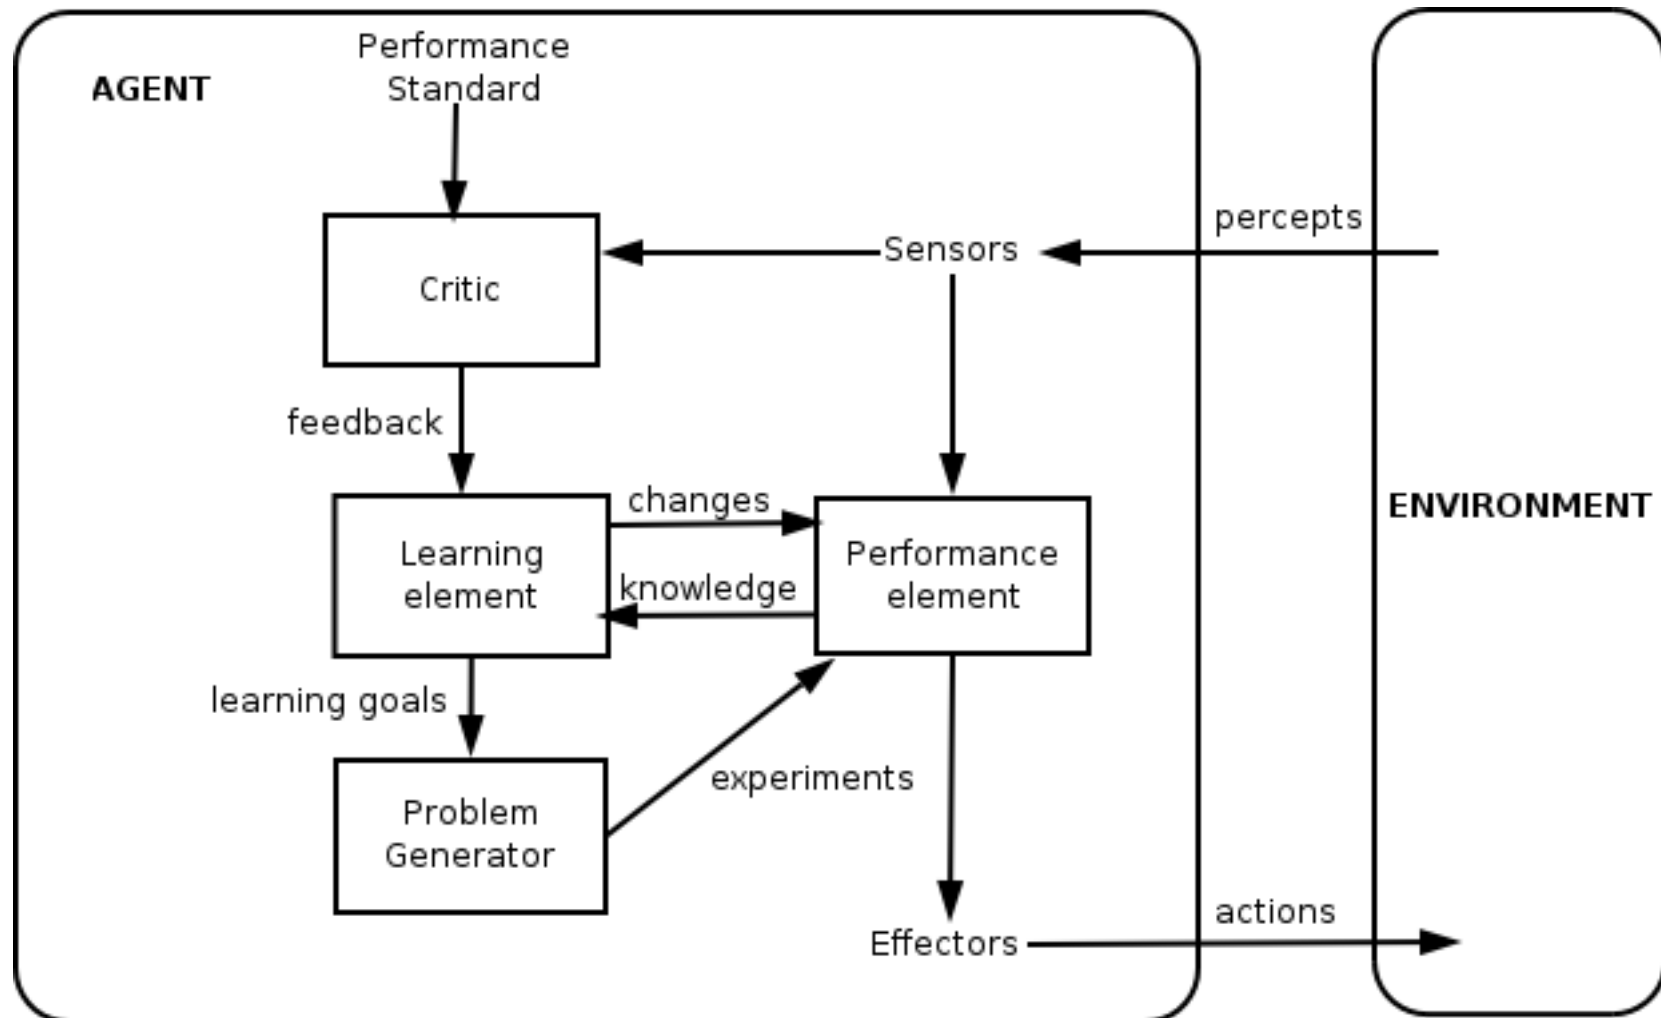 Performance
Standard
AGENT
percepts
Sensors
Critic
feedback
changes
ENVIRONMENT
Learning
element
Performance
element
knowledge
learning goals
experiments
Problem
Generator
actions
Effectors